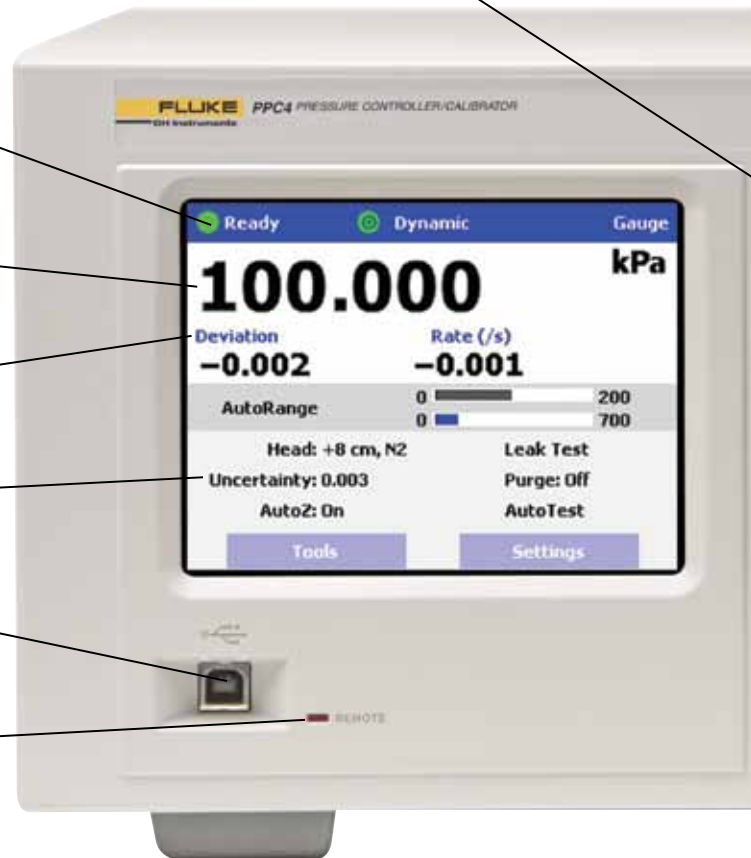 FLUKE PPC4 PRESSURE CONTROLLER/CALIBRATOR
DH Instruments
Ready Dynamic Gauge
100.000 kPa
Deviation Rate (/s)
−0.002 −0.001
AutoRange 0 200
0 700
Head: +8 cm, N2 Leak Test
Uncertainty: 0.003 Purge: Off
AutoZ: On AutoTest
Tools Settings
REMOTE